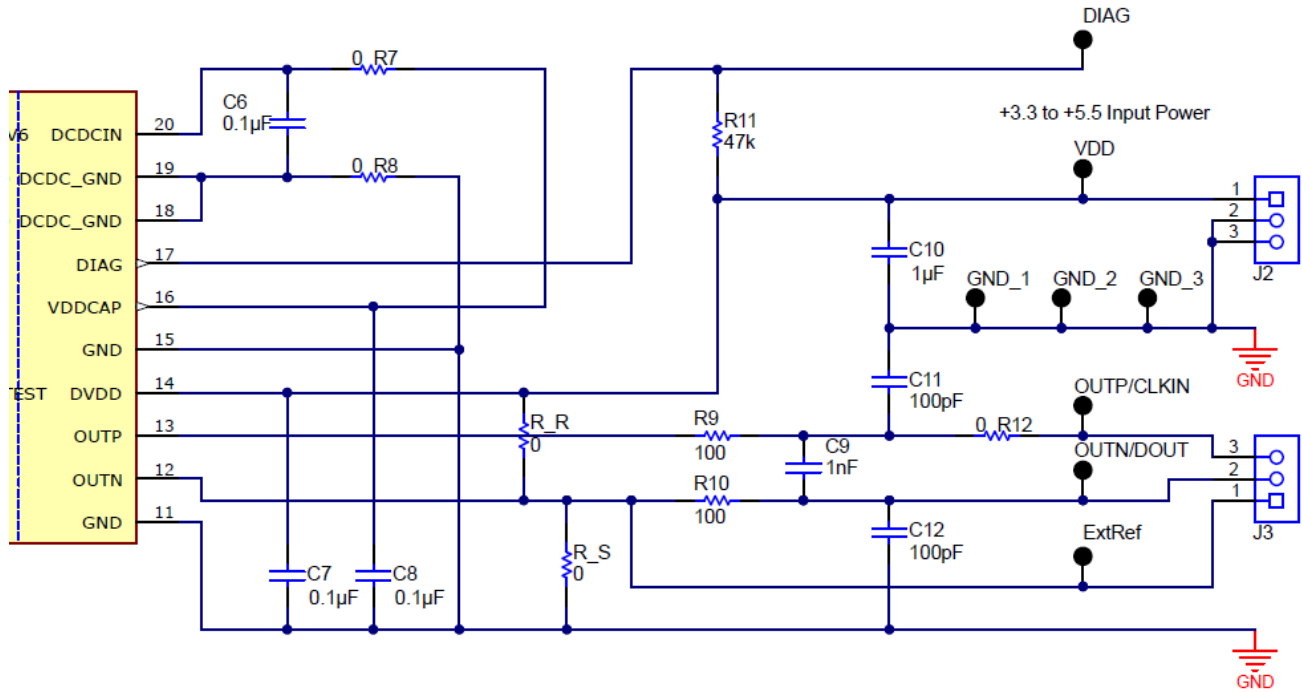 DIAG
0 R7
C6
0.1µF
+3.3 to +5.5 Input Power
R11
47k
VDD
V6 DCDCIN 20
0 R8
DCDC_GND 19
DCDC_GND 18
1
2
3
J2
DIAG 17
C10
1µF
GND_1 GND_2 GND_3
VDDCAP 16
GND 15
GND
C11
100pF
TEST DVDD 14
OUTP/CLKIN
R_R
0
R9
100
0 R12
OUTP 13
C9
1nF
OUTN/DOUT
3
2
1
J3
OUTN 12
R10
100
GND 11
C12
100pF
ExtRef
R_S
0
C7
0.1µF
C8
0.1µF
GND